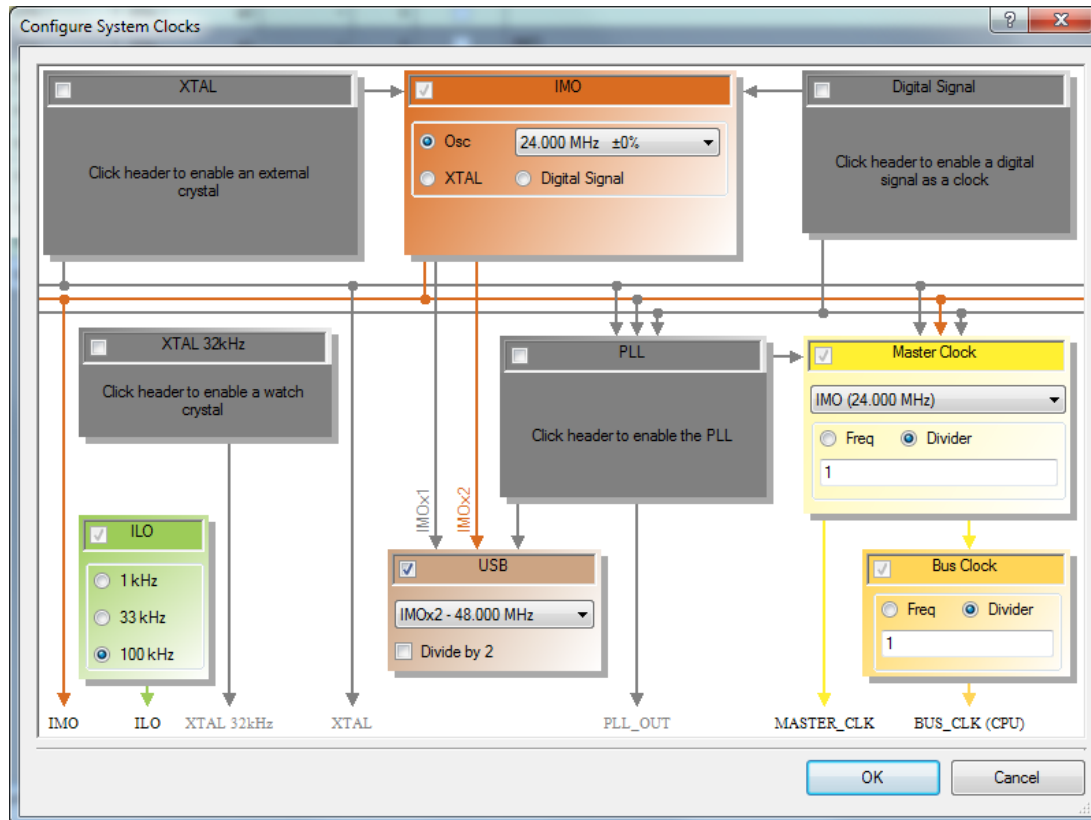 Configure System Clocks
XTAL
Click header to enable an external
crystal
IMO
Osc
24.000 MHz ±0%
XTAL
Digital Signal
Digital Signal
Click header to enable a digital
signal as a clock
XTAL 32kHz
Click header to enable a watch
crystal
PLL
Click header to enable the PLL
Master Clock
IMO (24.000 MHz)
Freq
Divider
1
IMOx1
IMOx2
ILO
1 kHz
33 kHz
100 kHz
USB
IMOx2 - 48.000 MHz
Divide by 2
Bus Clock
Freq
Divider
1
IMO
ILO
XTAL 32kHz
XTAL
PLL_OUT
MASTER_CLK
BUS_CLK (CPU)
OK
Cancel